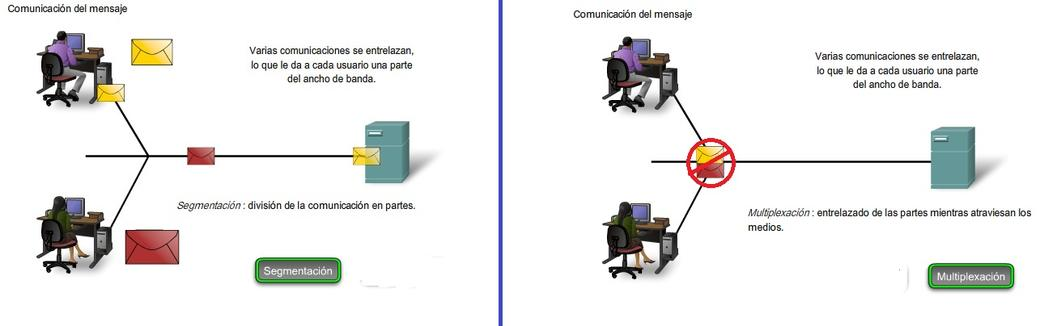 Comunicación del mensaje
Varias comunicaciones se entrelazan,
lo que le da a cada usuario una parte
del ancho de banda.
Segmentación : división de la comunicación en partes.
Segmentación
Comunicación del mensaje
Varias comunicaciones se entrelazan,
lo que le da a cada usuario una parte
del ancho de banda.
Multiplexación : entrelazado de las partes mientras atraviesan los
medios.
Multiplexación